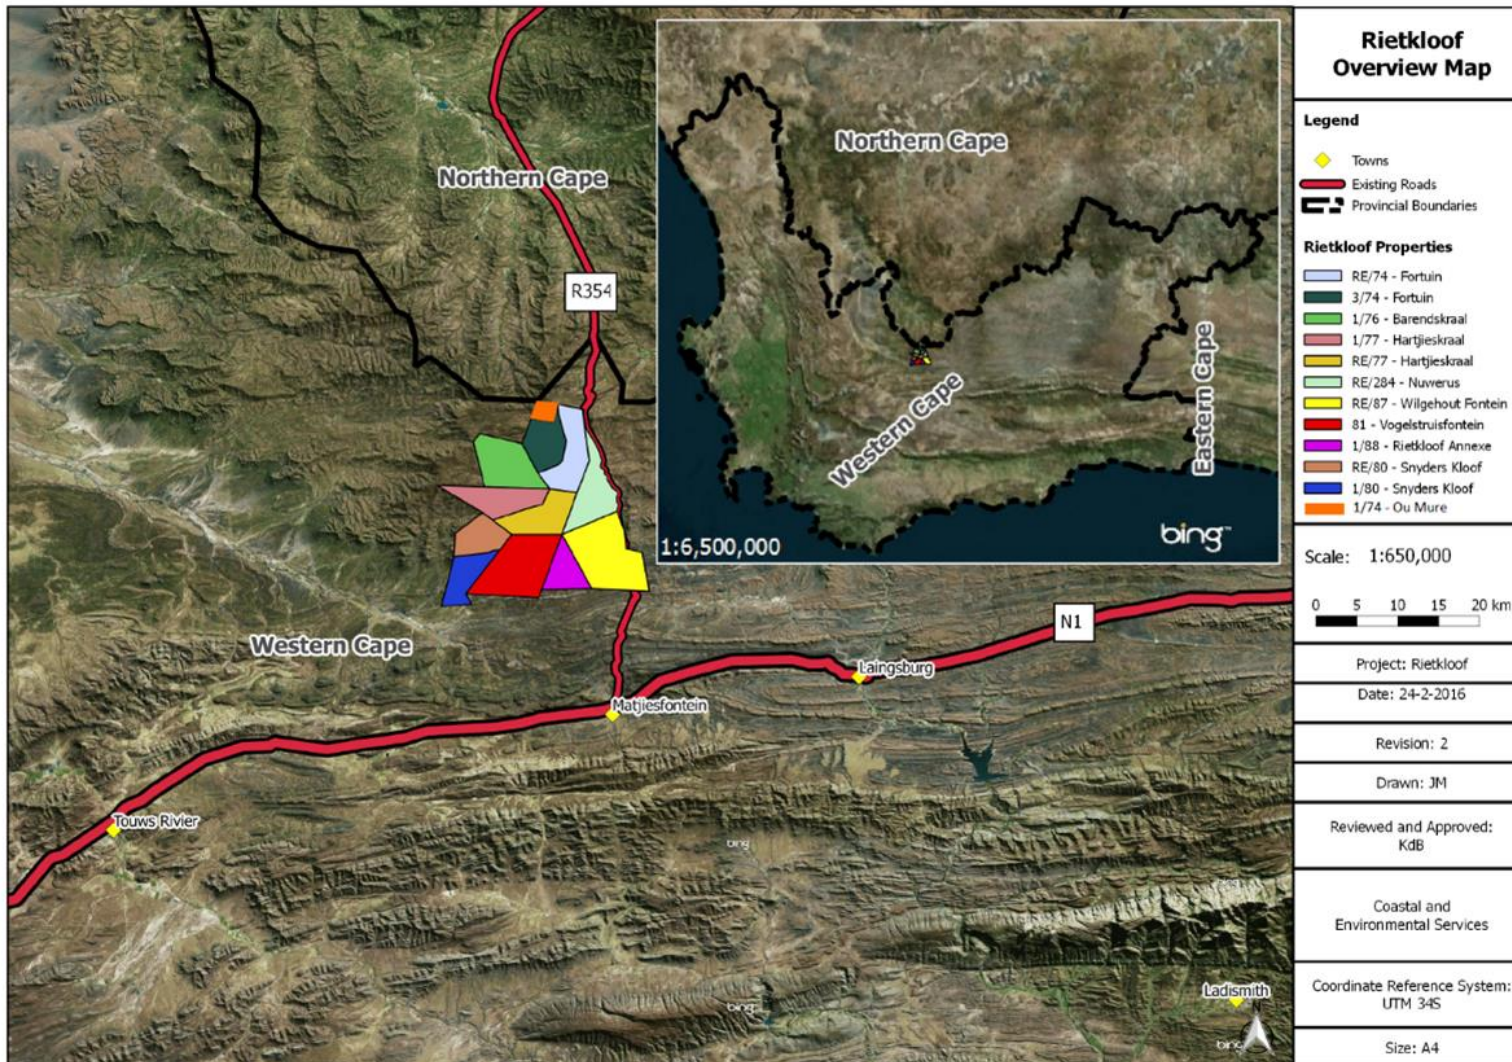 Rietkloof
Overview Map
Legend
Towns
Existing Roads
Provincial Boundaries
Rietkloof Properties
RE/74 - Fortuin
3/74 - Fortuin
1/76 - Barendskraal
1/77 - Hartjieskraal
RE/77 - Hartjieskraal
RE/284 - Nuwerus
RE/87 - Wilgehout Fontein
81 - Vogelstruisfontein
1/88 - Rietkloof Annexe
RE/80 - Snyders Kloof
1/80 - Snyders Kloof
1/74 - Ou Mure
Scale: 1:650,000
0 5 10 15 20 km
Project: Rietkloof
Date: 24-2-2016
Revision: 2
Drawn: JM
Reviewed and Approved:
KdB
Coastal and
Environmental Services
Coordinate Reference System:
UTM 34S
Size: A4
Northern Cape
R354
Western Cape
N1
Laingsburg
Matjiesfontein
Touws Rivier
Ladismith
bing
bing
bing
Northern Cape
Western Cape
Eastern Cape
1:6,500,000
bing™